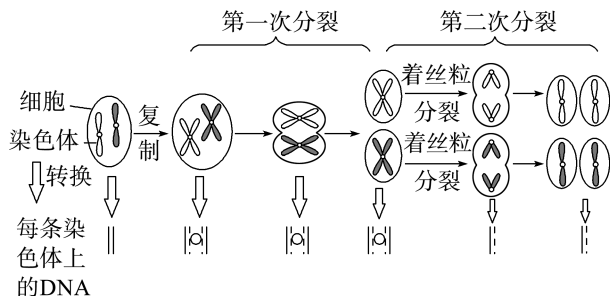 第一次分裂
第二次分裂
细胞
染色体
复制
着丝粒
分裂
着丝粒
分裂
转换
每条染
色体上
的DNA